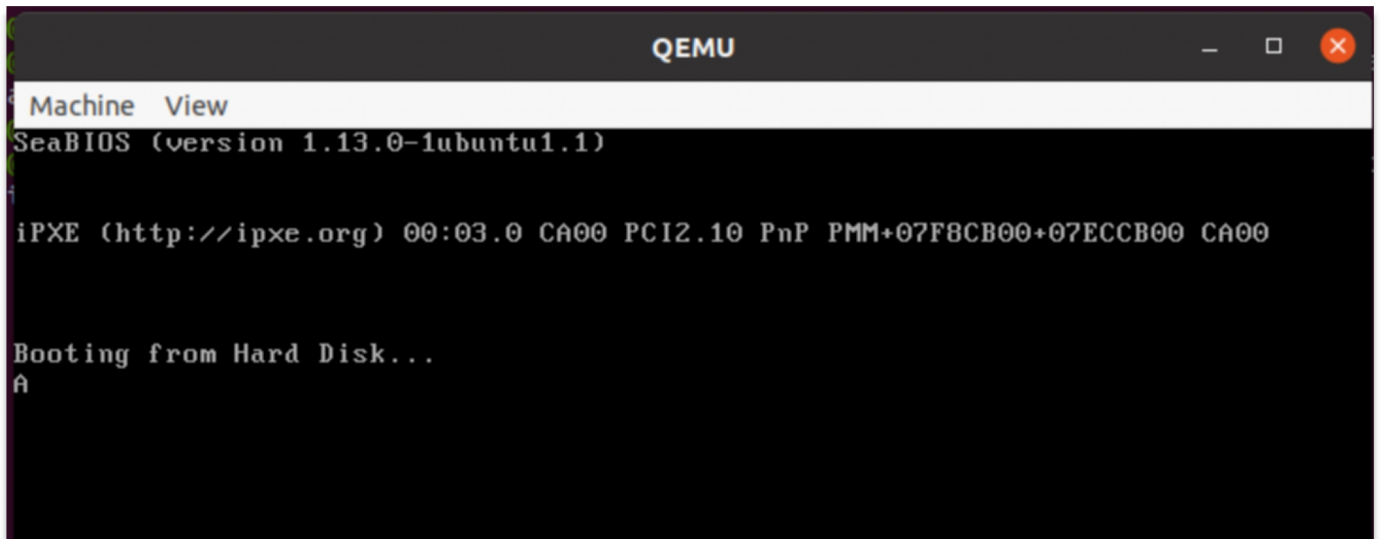 QEMU
Machine View
SeaBIOS (version 1.13.0-1ubuntu1.1)
iPXE (http://ipxe.org) 00:03.0 CA00 PCI2.10 PnP PMM+07F8CB00+07ECCB00 CA00
Booting from Hard Disk...
A